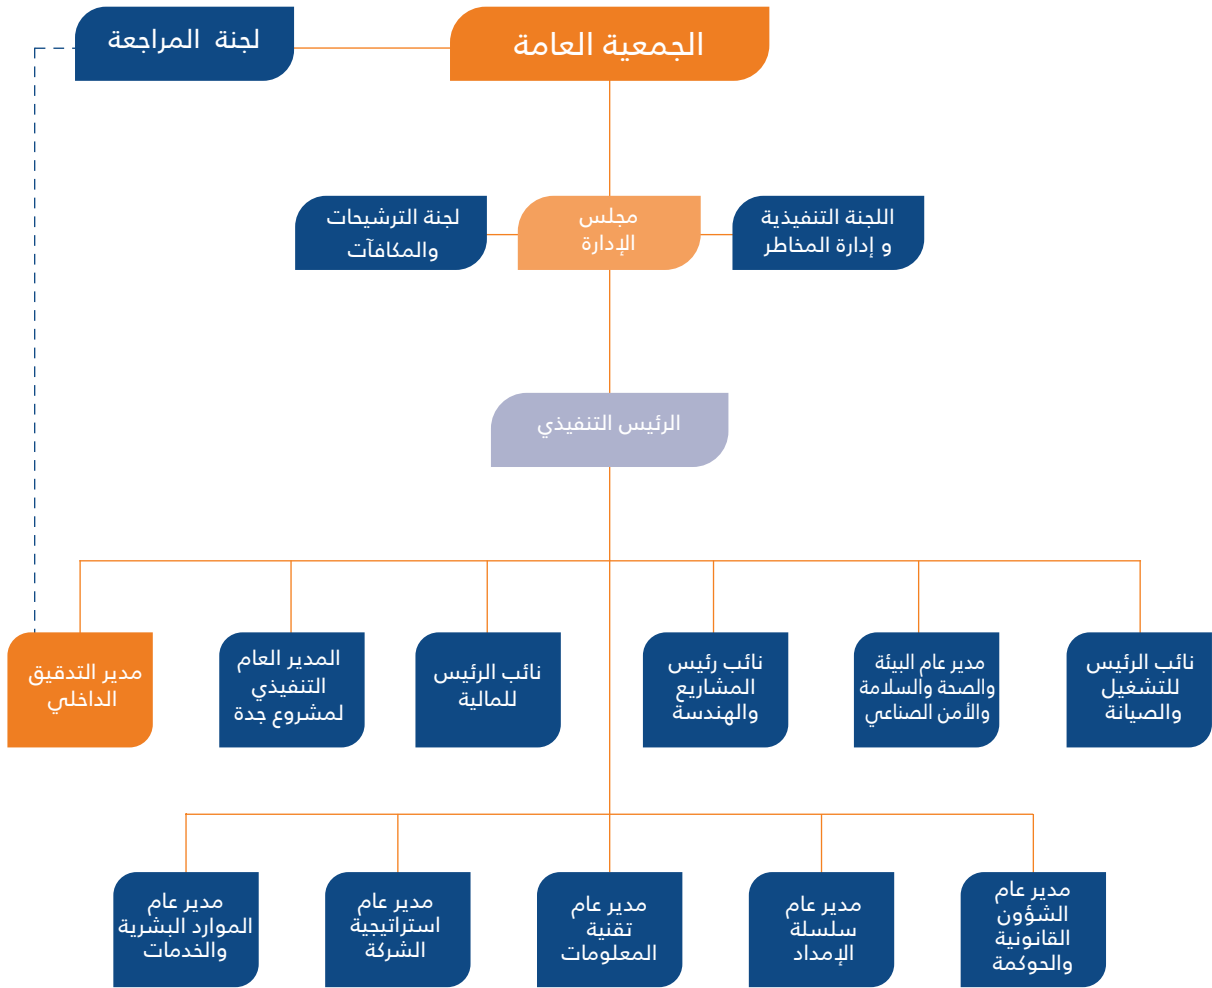 الجمعية العامة
لجنة المراجعة
اللجنة التنفيذية
و إدارة المخاطر
مجلس
الإدارة
لجنة الترشيحات
والمكافآت
الرئيس التنفيذي
نائب الرئيس
للتشغيل
والصيانة
مدير عام البيئة
والصحة والسلامة
والأمن الصناعي
نائب رئيس
المشاريع
والهندسة
نائب الرئيس
للمالية
المدير العام
التنفيذي
لمشروع جدة
مدير التدقيق
الداخلي
مدير عام
الشؤون
القانونية
والحوكمة
مدير عام
سلسلة
الإمداد
مدير عام
تقنية
المعلومات
مدير عام
استراتيجية
الشركة
مدير عام
الموارد البشرية
والخدمات